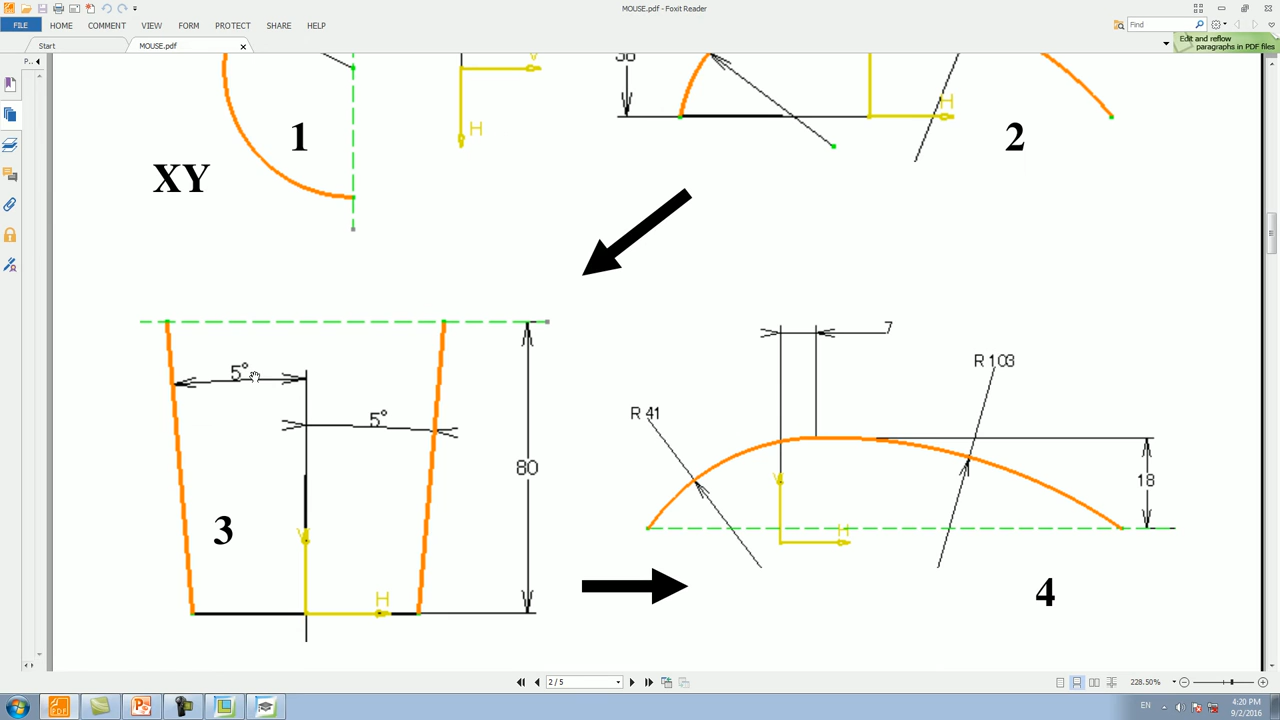 MOUSE.pdf - Foxit Reader
FILE HOME COMMENT VIEW FORM PROTECT SHARE HELP
Find
Start MOUSE.pdf
Edit and reflow
paragraphs in PDF files
P..
V
H
1
XY
H
2
5°
5°
80
3
V
H
7
R 41
R 103
18
V
H
4
2 / 5
228.50%
EN
4:20 PM
9/2/2016